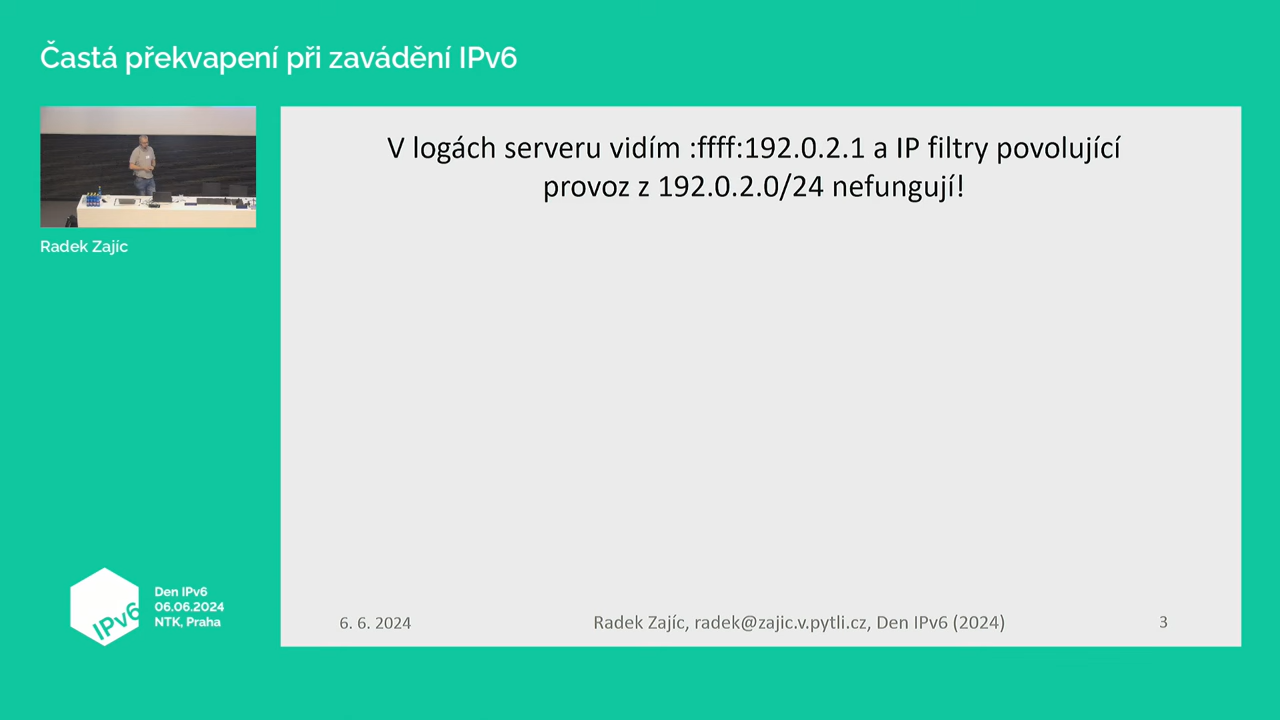 Častá překvapení při zavádění IPv6
V logách serveru vidím :ffff:192.0.2.1 a IP filtry povolující
provoz z 192.0.2.0/24 nefungují!
Radek Zajíc
IPv6
Den IPv6
06.06.2024
NTK, Praha
6. 6. 2024
Radek Zajíc, radek@zajic.v.pytli.cz, Den IPv6 (2024)
3